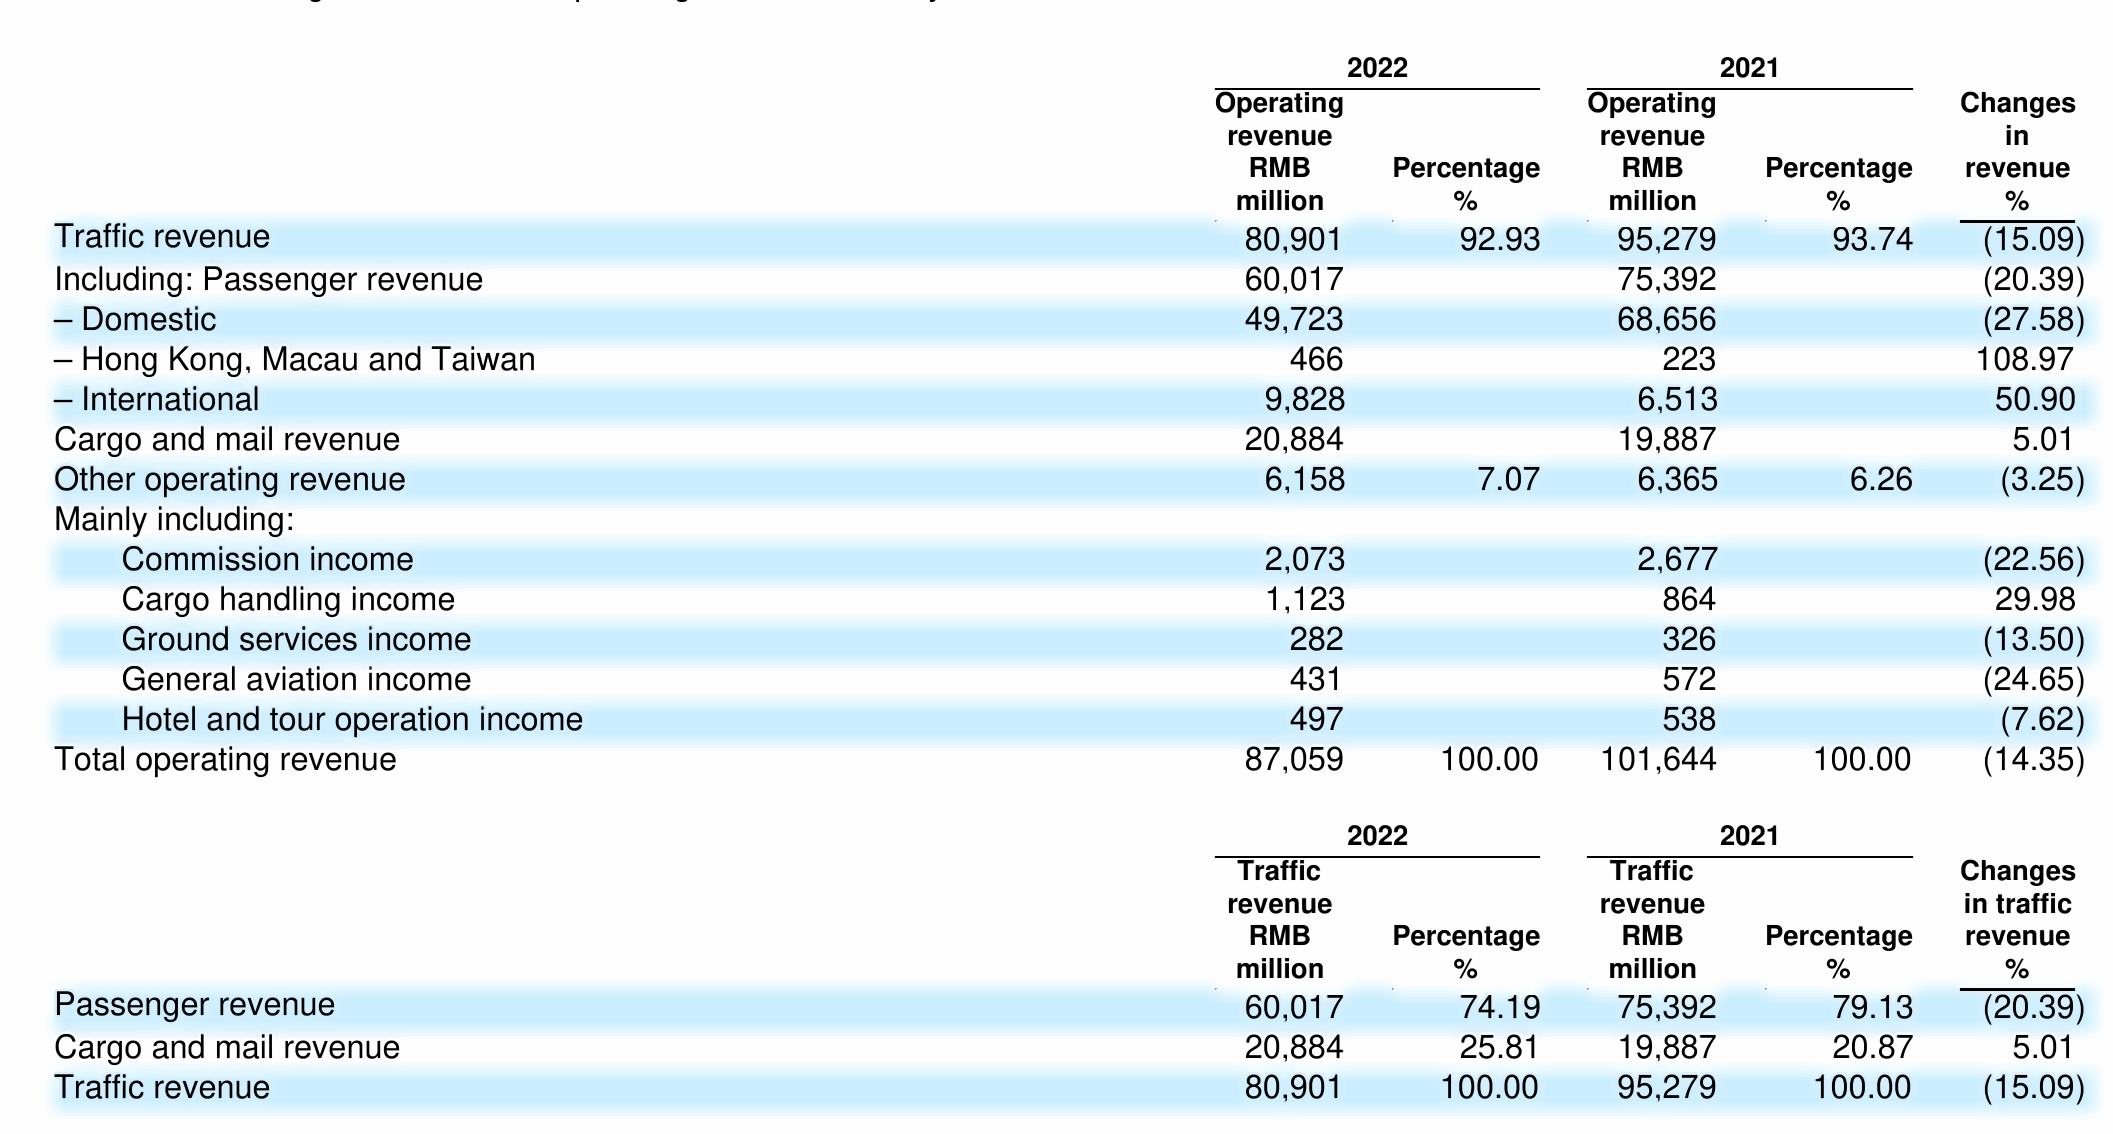 2022 2021
Operating Operating Changes
revenue revenue in
RMB Percentage RMB Percentage revenue
million % million % %
Traffic revenue 80,901 92.93 95,279 93.74 (15.09)
Including: Passenger revenue 60,017 75,392 (20.39)
– Domestic 49,723 68,656 (27.58)
– Hong Kong, Macau and Taiwan 466 223 108.97
– International 9,828 6,513 50.90
Cargo and mail revenue 20,884 19,887 5.01
Other operating revenue 6,158 7.07 6,365 6.26 (3.25)
Mainly including:
Commission income 2,073 2,677 (22.56)
Cargo handling income 1,123 864 29.98
Ground services income 282 326 (13.50)
General aviation income 431 572 (24.65)
Hotel and tour operation income 497 538 (7.62)
Total operating revenue 87,059 100.00 101,644 100.00 (14.35)
2022 2021
Traffic Traffic Changes
revenue revenue in traffic
RMB Percentage RMB Percentage revenue
million % million % %
Passenger revenue 60,017 74.19 75,392 79.13 (20.39)
Cargo and mail revenue 20,884 25.81 19,887 20.87 5.01
Traffic revenue 80,901 100.00 95,279 100.00 (15.09)